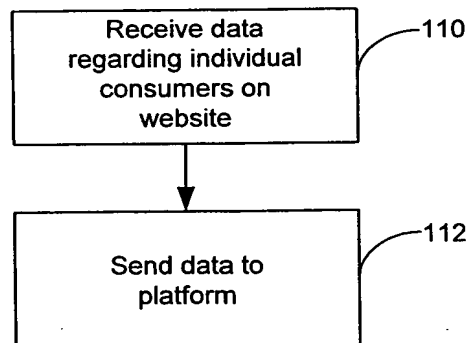 Receive data
regarding individual
consumers on
website
110
Send data to
platform
112